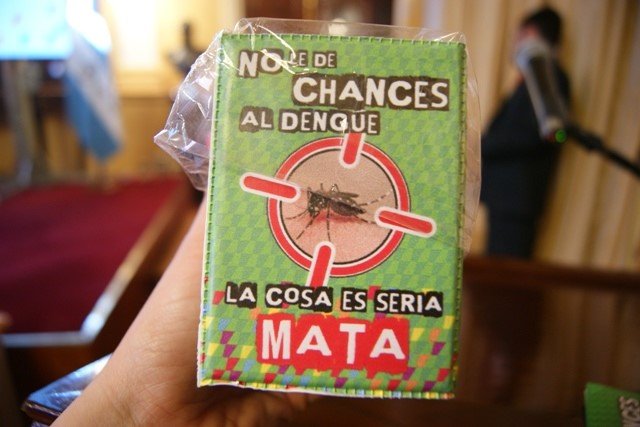 NO LE DE
CHANCES
AL DENGUE
LA COSA ES SERIA
MATA